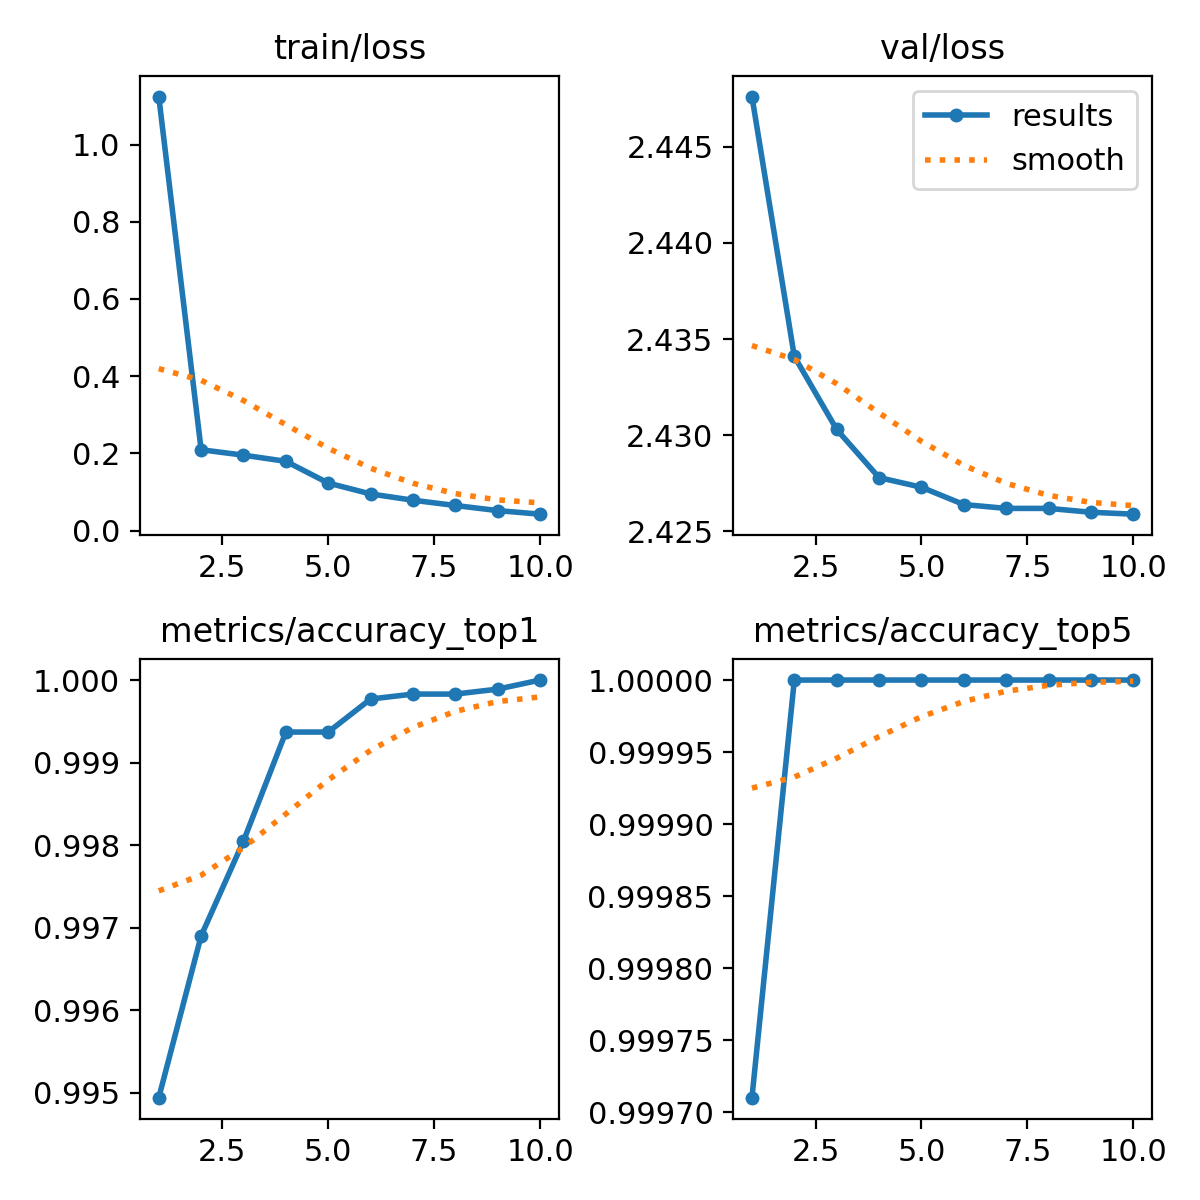 train/loss
1.0
0.8
0.6
0.4
0.2
0.0
2.5 5.0 7.5 10.0
val/loss
results
smooth
2.445
2.440
2.435
2.430
2.425
2.5 5.0 7.5 10.0
metrics/accuracy_top1
1.000
0.999
0.998
0.997
0.996
0.995
2.5 5.0 7.5 10.0
metrics/accuracy_top5
1.00000
0.99995
0.99990
0.99985
0.99980
0.99975
0.99970
2.5 5.0 7.5 10.0